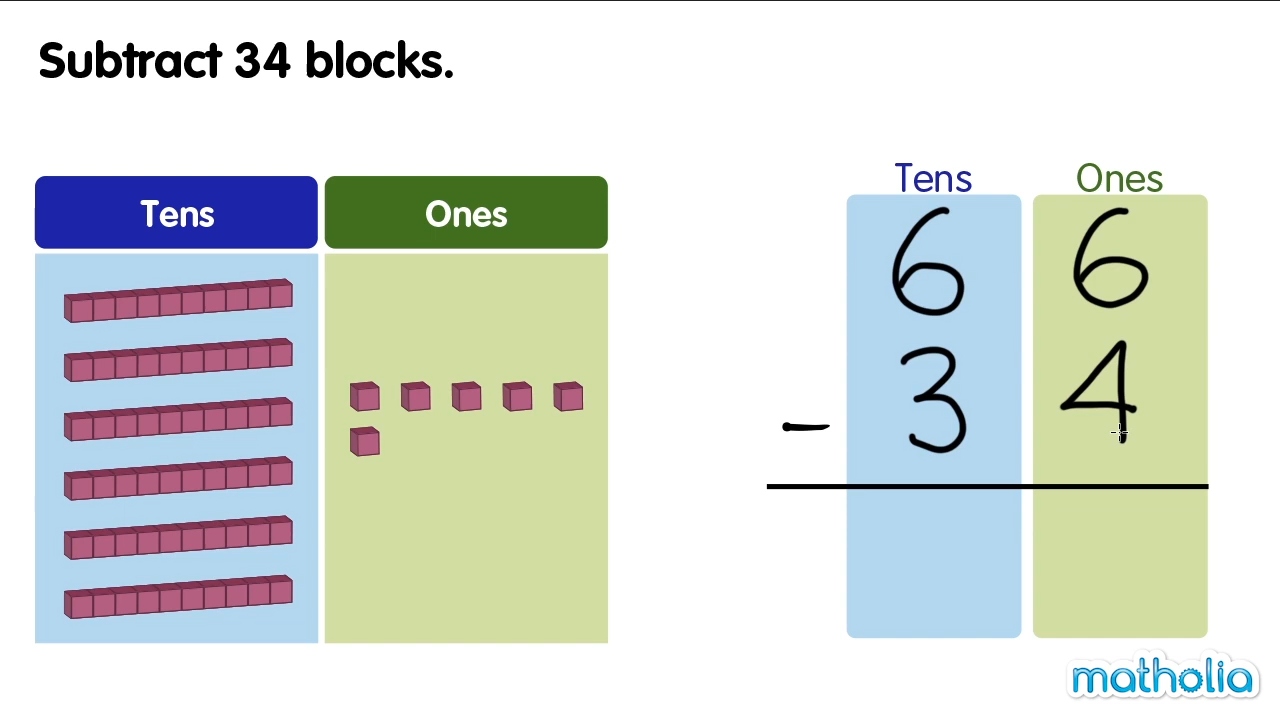 Subtract 34 blocks.
Tens Ones
Tens Ones
6 6
- 3 4
matholia